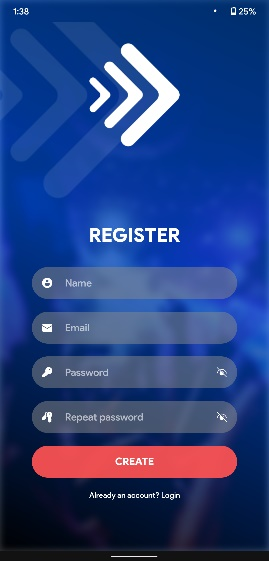 1:38
25%
REGISTER
Name
Email
Password
Repeat password
CREATE
Already an account? Login